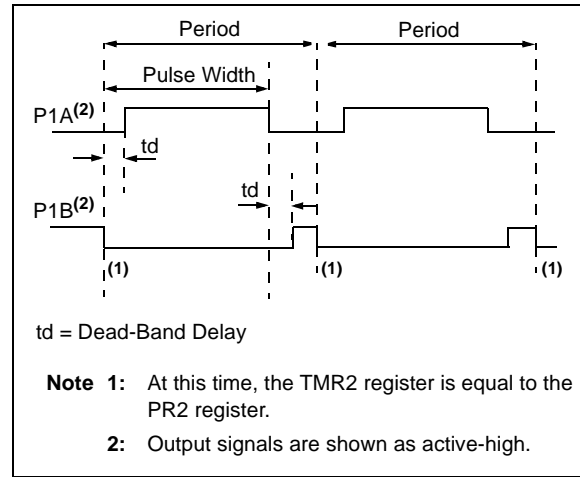 Period Period
Pulse Width
P1A(2)
td
td
P1B(2)
(1) (1) (1)
td = Dead-Band Delay
Note 1: At this time, the TMR2 register is equal to the
PR2 register.
2: Output signals are shown as active-high.